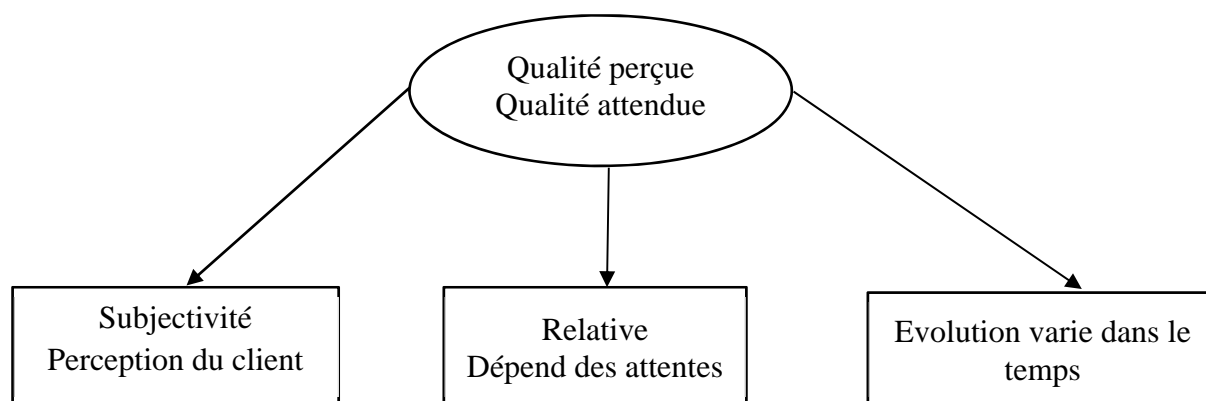 Qualité perçue
Qualité attendue
Subjectivité
Perception du client
Relative
Dépend des attentes
Evolution varie dans le
temps